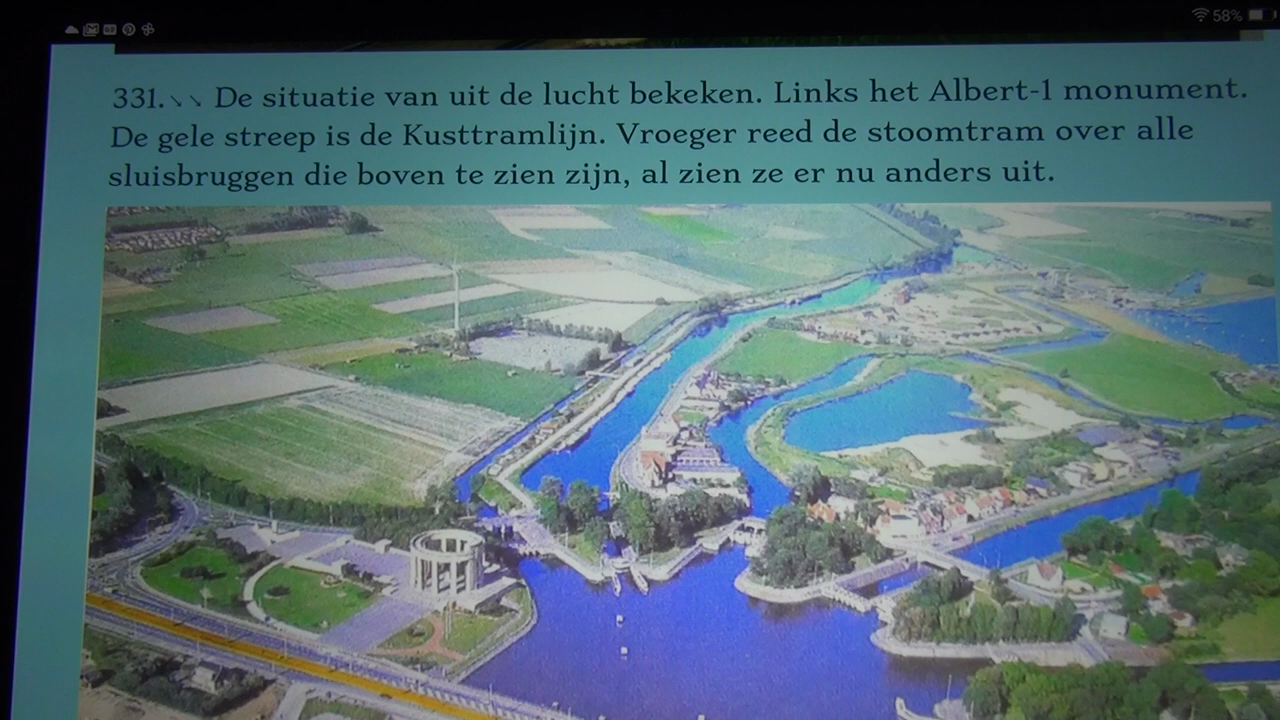 58%
331.↘↘ De situatie van uit de lucht bekeken. Links het Albert-1 monument.
De gele streep is de Kusttramlijn. Vroeger reed de stoomtram over alle
sluisbruggen die boven te zien zijn, al zien ze er nu anders uit.